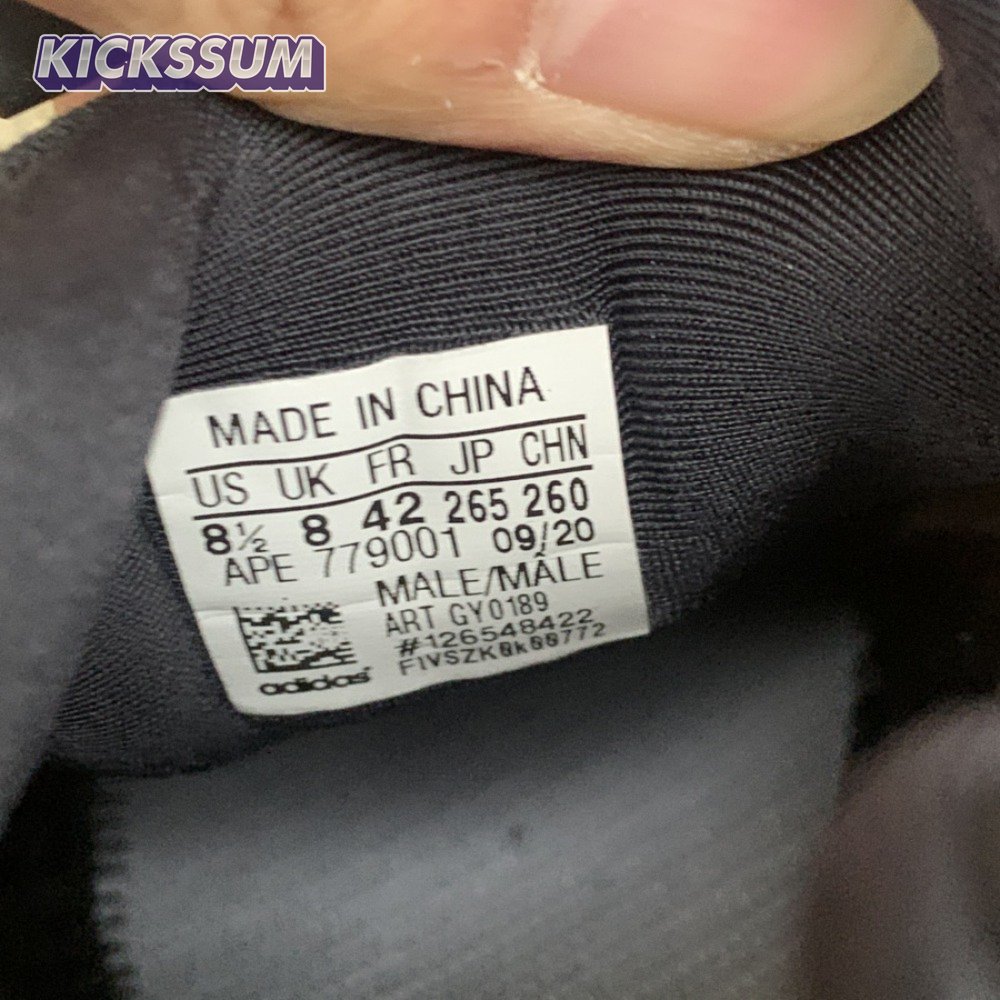 KICKSSUM
MADE IN CHINA
US UK FR JP CHN
8½ 8 42 265 260
APE 779001 09/20
MALE/MÂLE
ART GY0189
#126548422
FIVSZK0k00772
adidas